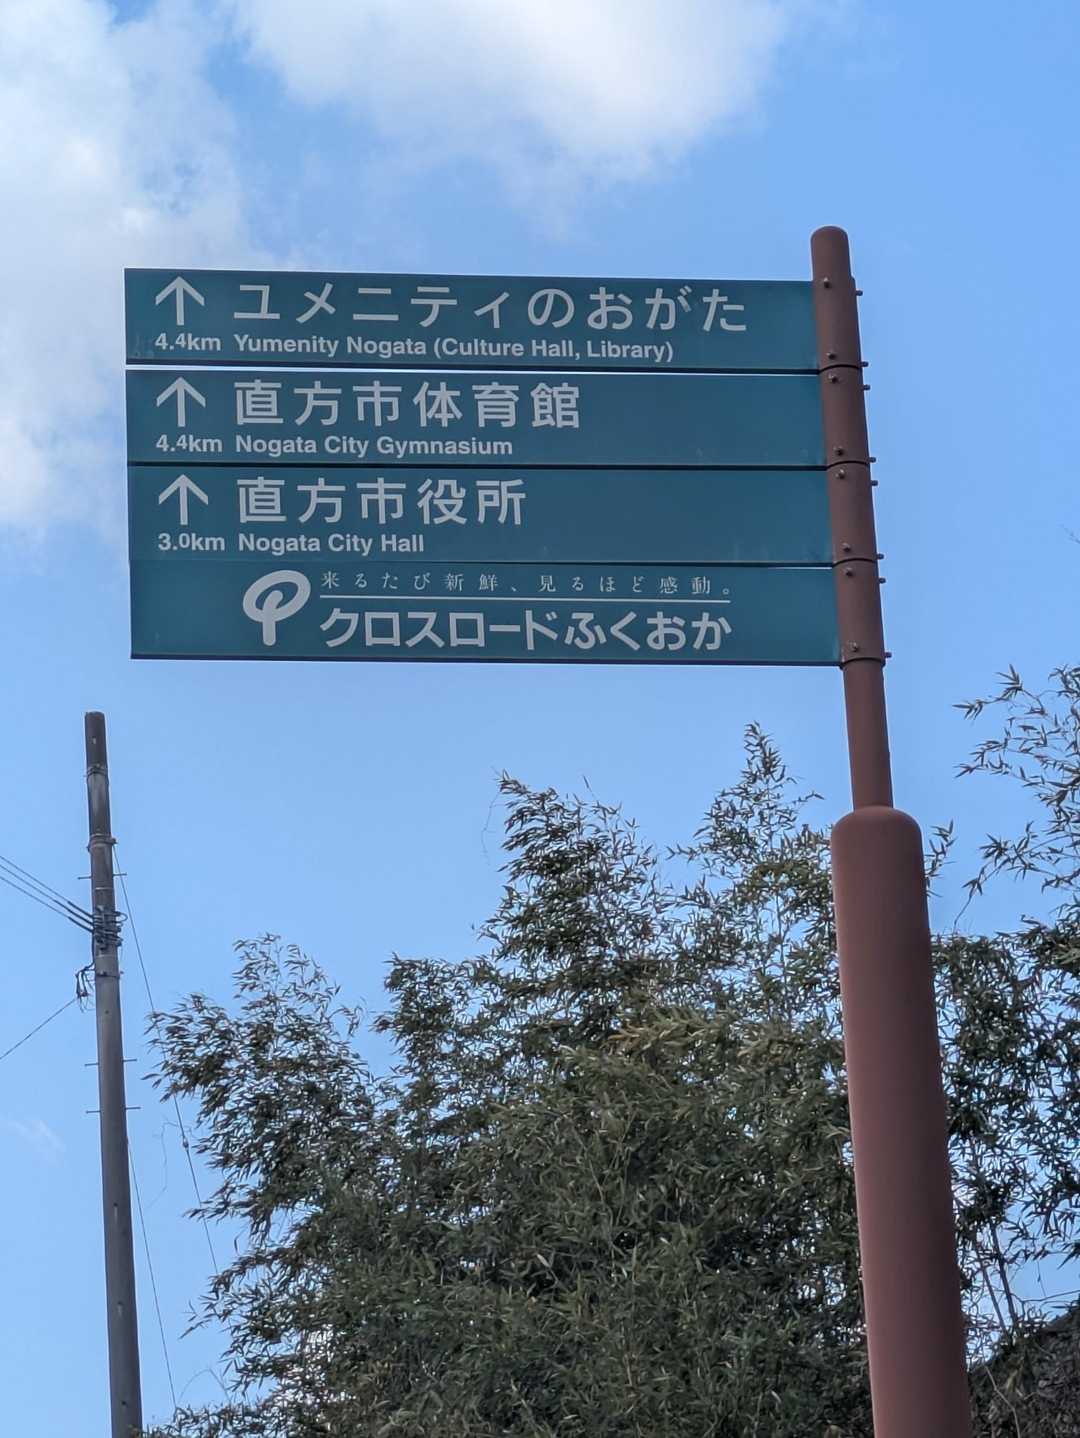 ↑ ユメニティのおがた
4.4km Yumenity Nogata (Culture Hall, Library)
↑ 直方市体育館
4.4km Nogata City Gymnasium
↑ 直方市役所
3.0km Nogata City Hall
来るたび新鮮、見るほど感動。
クロスロードふくおか